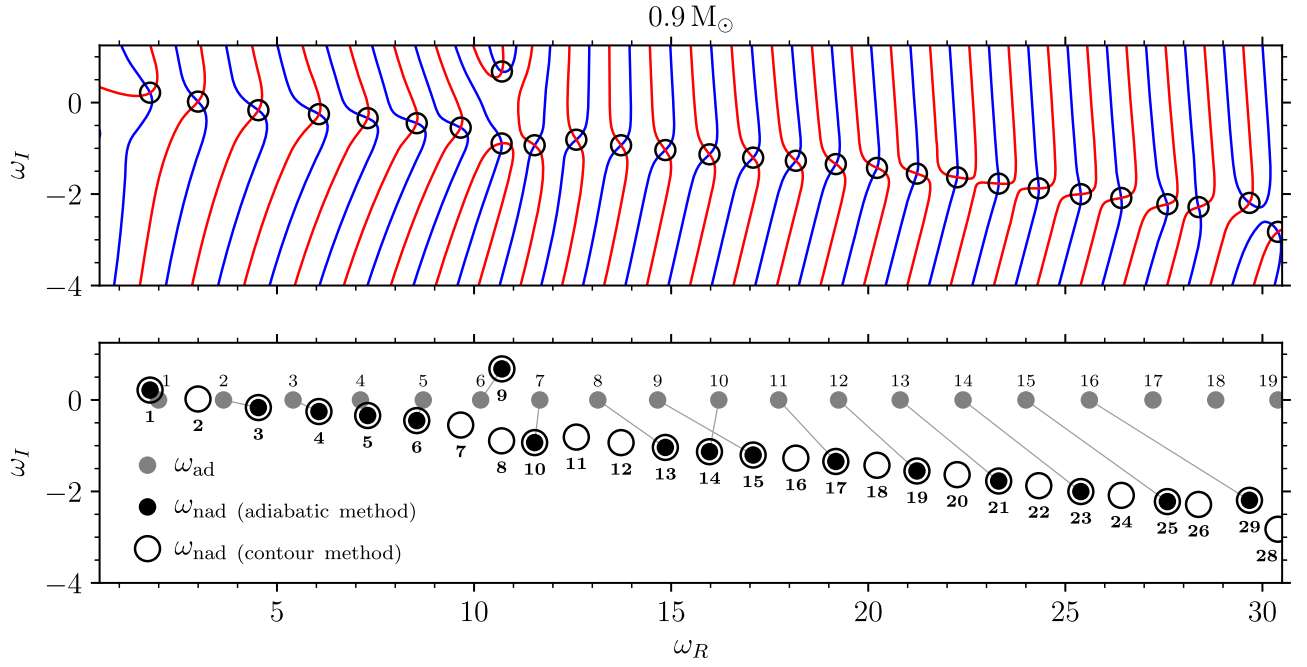 0.9 M⊙
ω_I
0
−2
−4
1 2 3 4 5 6 7 8 9 10 11 12 13 14 15 16 17 18 19
ω_I
0
−2
−4
1 2 3 4 5 6 7 8 9 10 11 12 13 14 15 16 17 18 19 20 21 22 23 24 25 26 29 28
ω_ad
ω_nad (adiabatic method)
ω_nad (contour method)
5 10 15 20 25 30
ω_R